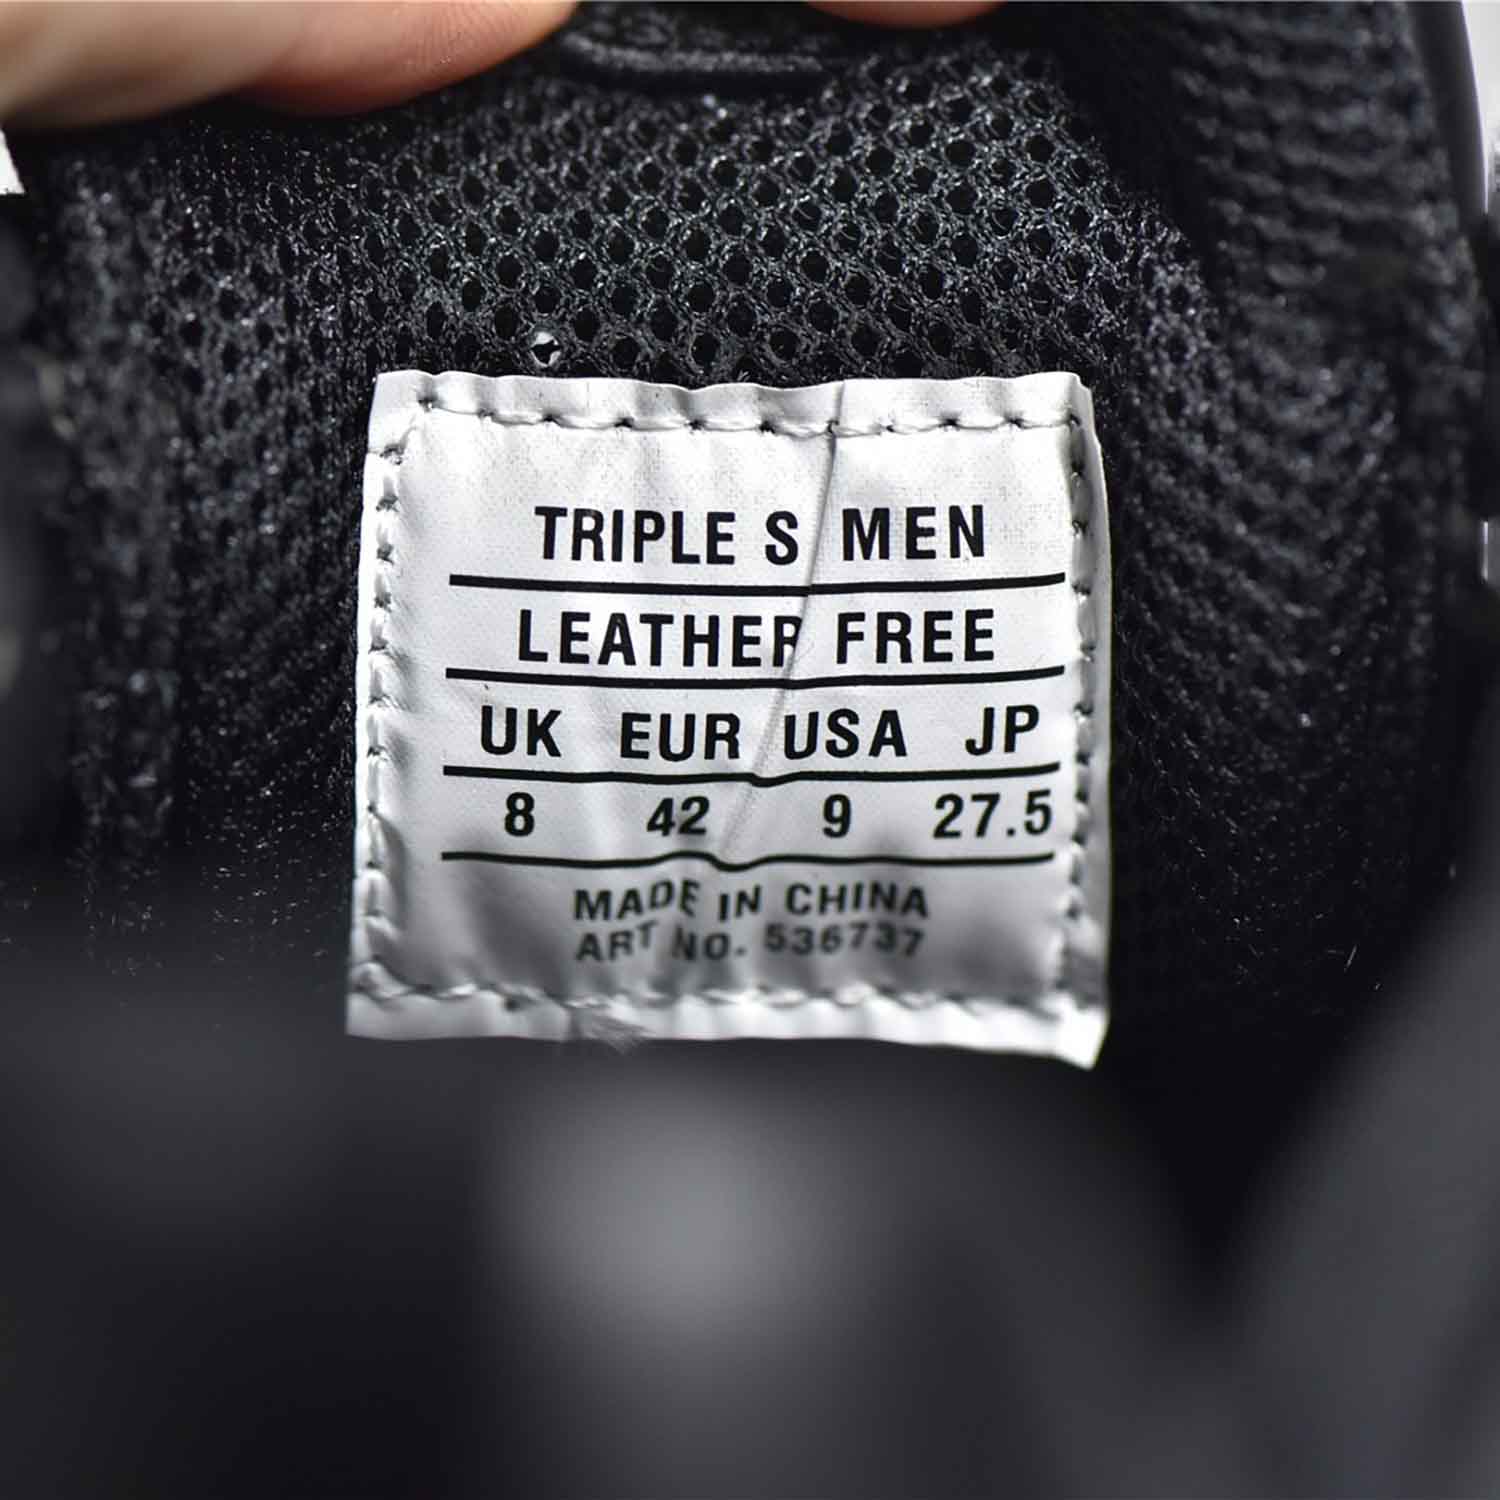 TRIPLE S MEN
LEATHER FREE
UK EUR USA JP
8 42 9 27.5
MADE IN CHINA
ART NO. 536737